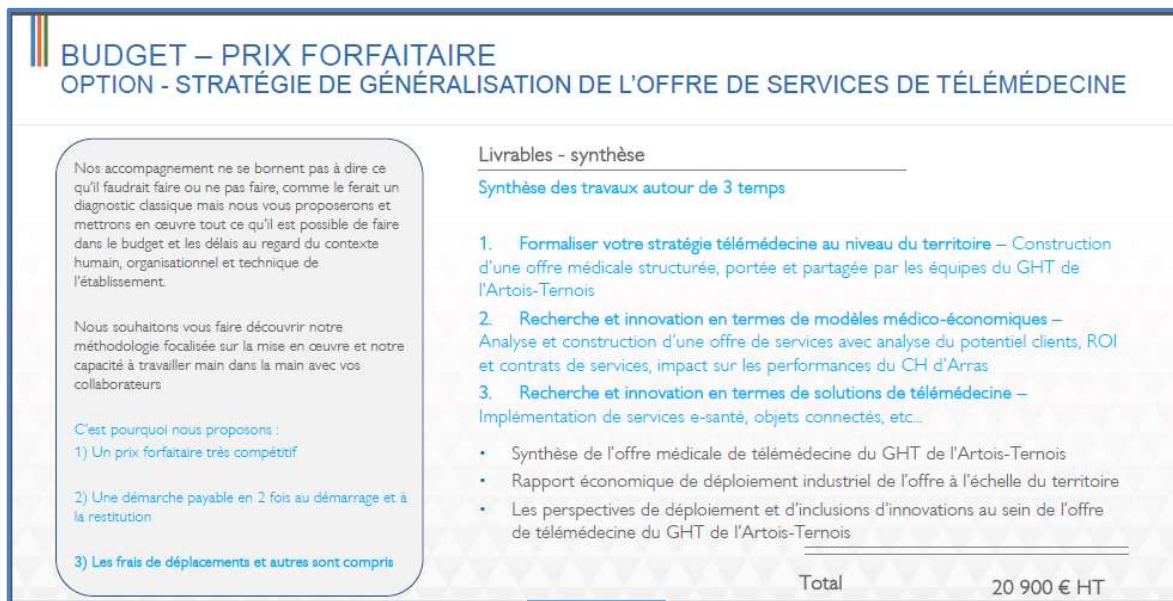 BUDGET – PRIX FORFAITAIRE
OPTION - STRATÉGIE DE GÉNÉRALISATION DE L'OFFRE DE SERVICES DE TÉLÉMÉDECINE
Nos accompagnement ne se bornent pas à dire ce
qu'il faudrait faire ou ne pas faire, comme le ferait un
diagnostic classique mais nous vous proposerons et
mettrons en œuvre tout ce qu'il est possible de faire
dans le budget et les délais au regard du contexte
humain, organisationnel et technique de
l'établissement.
Nous souhaitons vous faire découvrir notre
méthodologie focalisée sur la mise en œuvre et notre
capacité à travailler main dans la main avec vos
collaborateurs
C'est pourquoi nous proposons :
1) Un prix forfaitaire très compétitif
2) Une démarche payable en 2 fois au démarrage et à
la restitution
3) Les frais de déplacements et autres sont compris
Livrables - synthèse
Synthèse des travaux autour de 3 temps
1. Formaliser votre stratégie télémédecine au niveau du territoire – Construction
d'une offre médicale structurée, portée et partagée par les équipes du GHT de
l'Artois-Ternois
2. Recherche et innovation en termes de modèles médico-économiques –
Analyse et construction d'une offre de services avec analyse du potentiel clients, ROI
et contrats de services, impact sur les performances du CH d'Arras
3. Recherche et innovation en termes de solutions de télémédecine –
Implémentation de services e-santé, objets connectés, etc...
• Synthèse de l'offre médicale de télémédecine du GHT de l'Artois-Ternois
• Rapport économique de déploiement industriel de l'offre à l'échelle du territoire
• Les perspectives de déploiement et d'inclusions d'innovations au sein de l'offre
de télémédecine du GHT de l'Artois-Ternois
Total 20 900 € HT